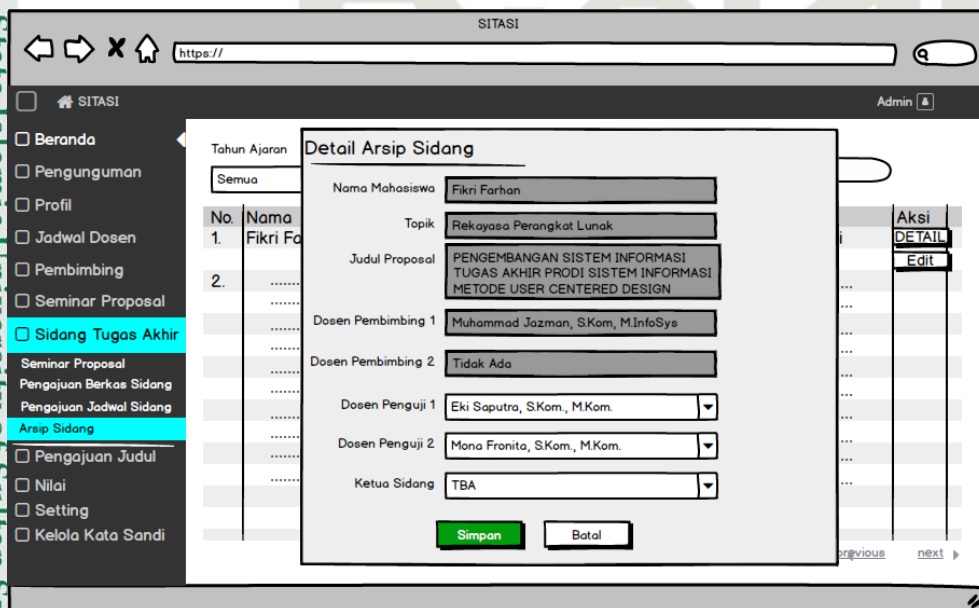 SITASI
https://
SITASI
Admin
Beranda
Pengunguman
Profil
Jadwal Dosen
Pembimbing
Seminar Proposal
Sidang Tugas Akhir
Seminar Proposal
Pengajuan Berkas Sidang
Pengajuan Jadwal Sidang
Arsip Sidang
Pengajuan Judul
Nilai
Setting
Kelola Kata Sandi
Tahun Ajaran
Semua
No. Nama Aksi
1. DETAIL
Edit
2.
Detail Arsip Sidang
Nama Mahasiswa Fikri Farhan
Topik Rekayasa Perangkat Lunak
Judul Proposal PENGEMBANGAN SISTEM INFORMASI
TUGAS AKHIR PRODI SISTEM INFORMASI
METODE USER CENTERED DESIGN
Dosen Pembimbing 1 Muhammad Jazman, S.Kom, M.InfoSys
Dosen Pembimbing 2 Tidak Ada
Dosen Penguji 1 Eki Saputra, S.Kom., M.Kom.
Dosen Penguji 2 Mona Fronita, S.Kom., M.Kom.
Ketua Sidang TBA
Simpan Batal
previous next